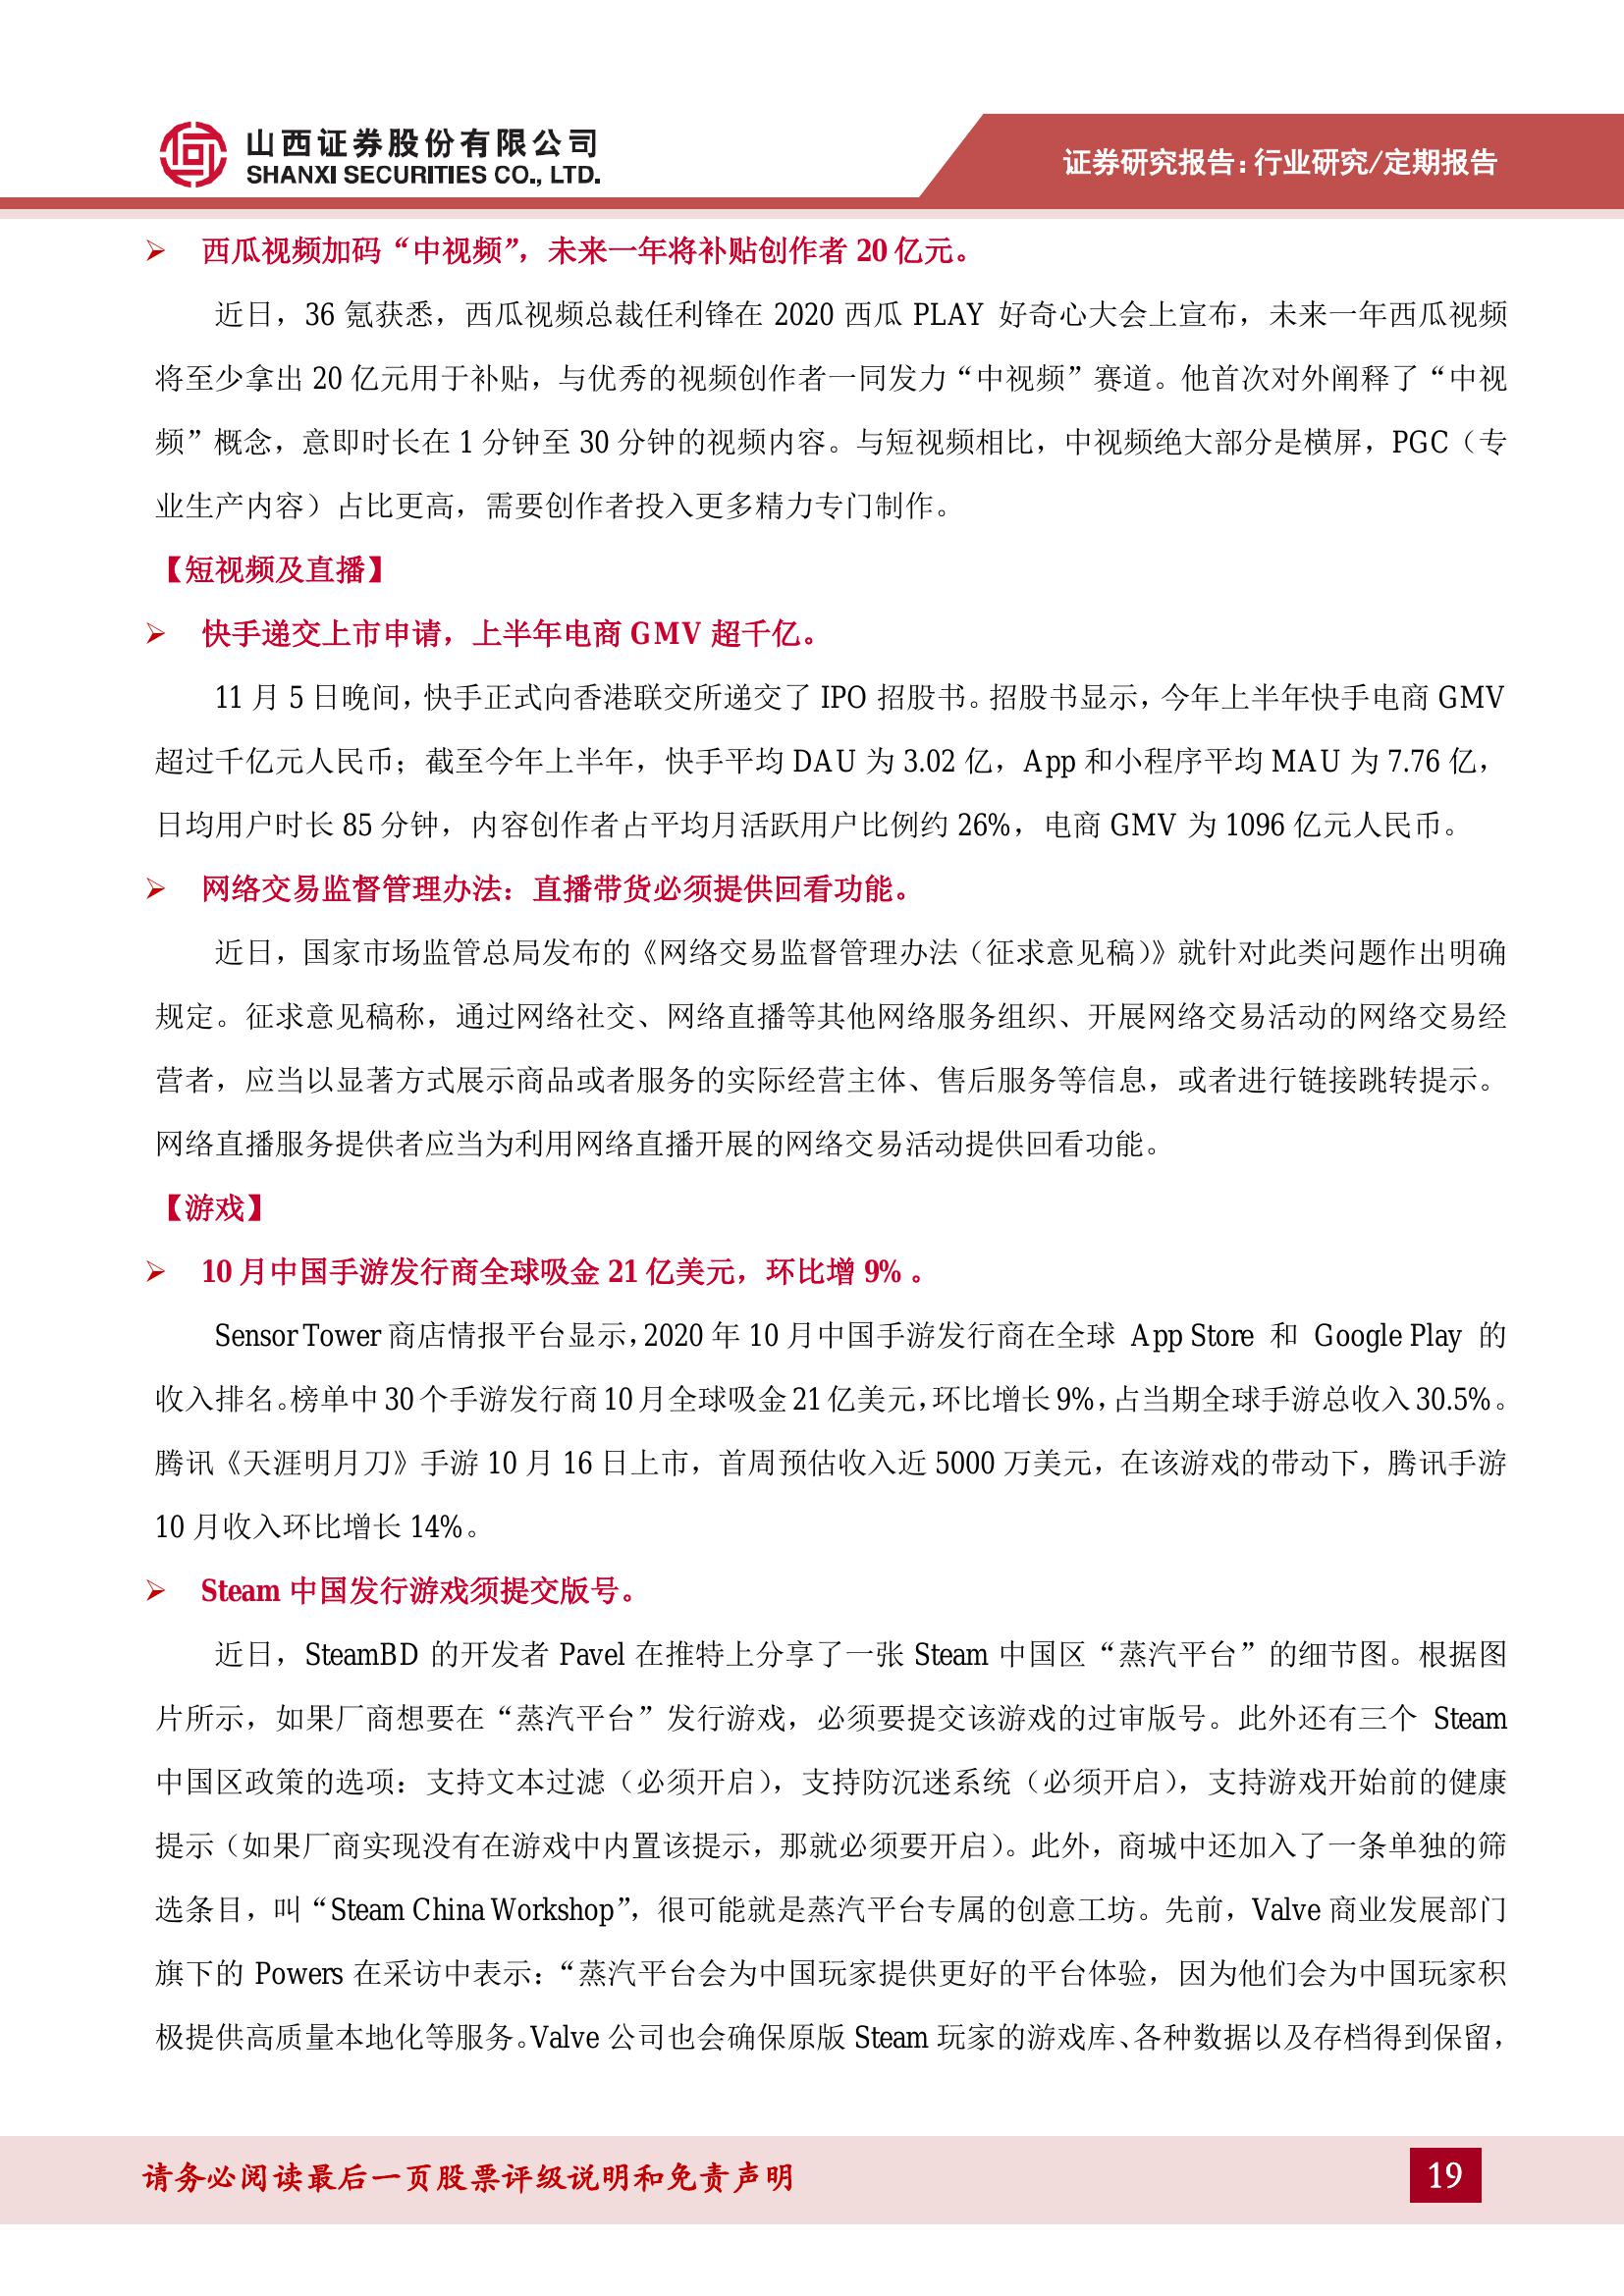 山西证券股份有限公司
SHANXI SECURITIES CO., LTD.
证券研究报告：行业研究/定期报告
➢ 西瓜视频加码“中视频”，未来一年将补贴创作者 20 亿元。
近日，36 氪获悉，西瓜视频总裁任利锋在 2020 西瓜 PLAY 好奇心大会上宣布，未来一年西瓜视频
将至少拿出 20 亿元用于补贴，与优秀的视频创作者一同发力“中视频”赛道。他首次对外阐释了“中视
频”概念，意即时长在 1 分钟至 30 分钟的视频内容。与短视频相比，中视频绝大部分是横屏，PGC（专
业生产内容）占比更高，需要创作者投入更多精力专门制作。
【短视频及直播】
➢ 快手递交上市申请，上半年电商 GMV 超千亿。
11 月 5 日晚间，快手正式向香港联交所递交了 IPO 招股书。招股书显示，今年上半年快手电商 GMV
超过千亿元人民币；截至今年上半年，快手平均 DAU 为 3.02 亿，App 和小程序平均 MAU 为 7.76 亿，
日均用户时长 85 分钟，内容创作者占平均月活跃用户比例约 26%，电商 GMV 为 1096 亿元人民币。
➢ 网络交易监督管理办法：直播带货必须提供回看功能。
近日，国家市场监管总局发布的《网络交易监督管理办法（征求意见稿）》就针对此类问题作出明确
规定。征求意见稿称，通过网络社交、网络直播等其他网络服务组织、开展网络交易活动的网络交易经
营者，应当以显著方式展示商品或者服务的实际经营主体、售后服务等信息，或者进行链接跳转提示。
网络直播服务提供者应当为利用网络直播开展的网络交易活动提供回看功能。
【游戏】
➢ 10 月中国手游发行商全球吸金 21 亿美元，环比增 9% 。
Sensor Tower 商店情报平台显示，2020 年 10 月中国手游发行商在全球 App Store 和 Google Play 的
收入排名。榜单中 30 个手游发行商 10 月全球吸金 21 亿美元，环比增长 9%，占当期全球手游总收入 30.5%。
腾讯《天涯明月刀》手游 10 月 16 日上市，首周预估收入近 5000 万美元，在该游戏的带动下，腾讯手游
10 月收入环比增长 14%。
➢ Steam 中国发行游戏须提交版号。
近日，SteamBD 的开发者 Pavel 在推特上分享了一张 Steam 中国区“蒸汽平台”的细节图。根据图
片所示，如果厂商想要在“蒸汽平台”发行游戏，必须要提交该游戏的过审版号。此外还有三个 Steam
中国区政策的选项：支持文本过滤（必须开启），支持防沉迷系统（必须开启），支持游戏开始前的健康
提示（如果厂商实现没有在游戏中内置该提示，那就必须要开启）。此外，商城中还加入了一条单独的筛
选条目，叫“Steam China Workshop”，很可能就是蒸汽平台专属的创意工坊。先前，Valve 商业发展部门
旗下的 Powers 在采访中表示：“蒸汽平台会为中国玩家提供更好的平台体验，因为他们会为中国玩家积
极提供高质量本地化等服务。Valve 公司也会确保原版 Steam 玩家的游戏库、各种数据以及存档得到保留，
请务必阅读最后一页股票评级说明和免责声明
19